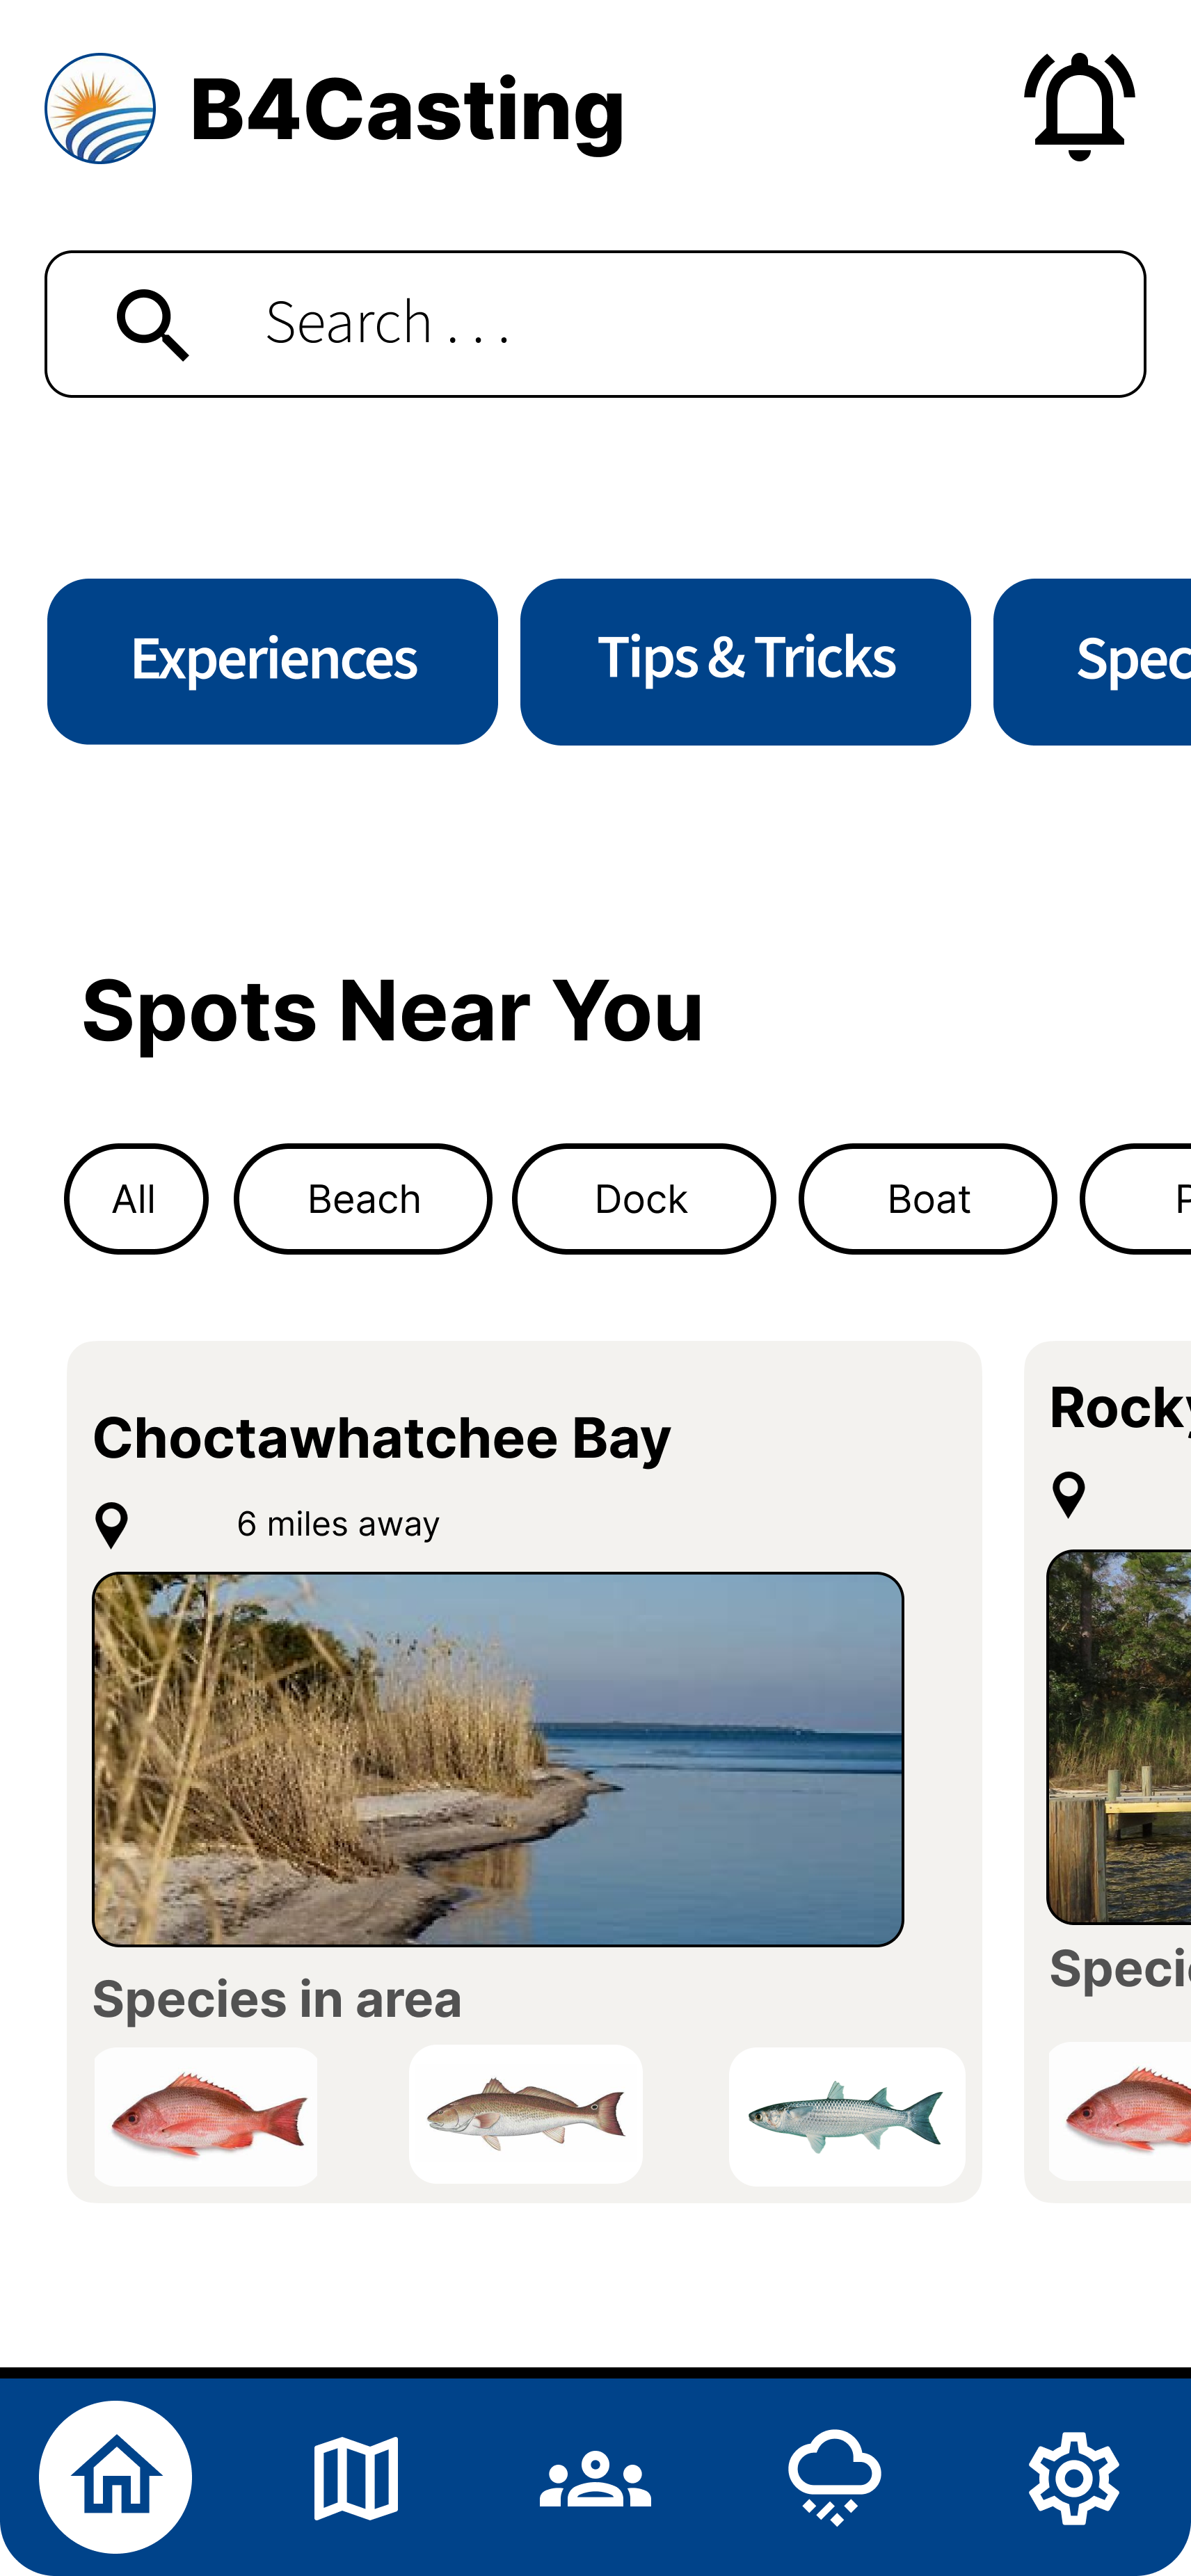 B4Casting
Search . . .
Experiences
Tips & Tricks
Spec
Spots Near You
All
Beach
Dock
Boat
P
Choctawhatchee Bay
6 miles away
Species in area
Rocky
Speci